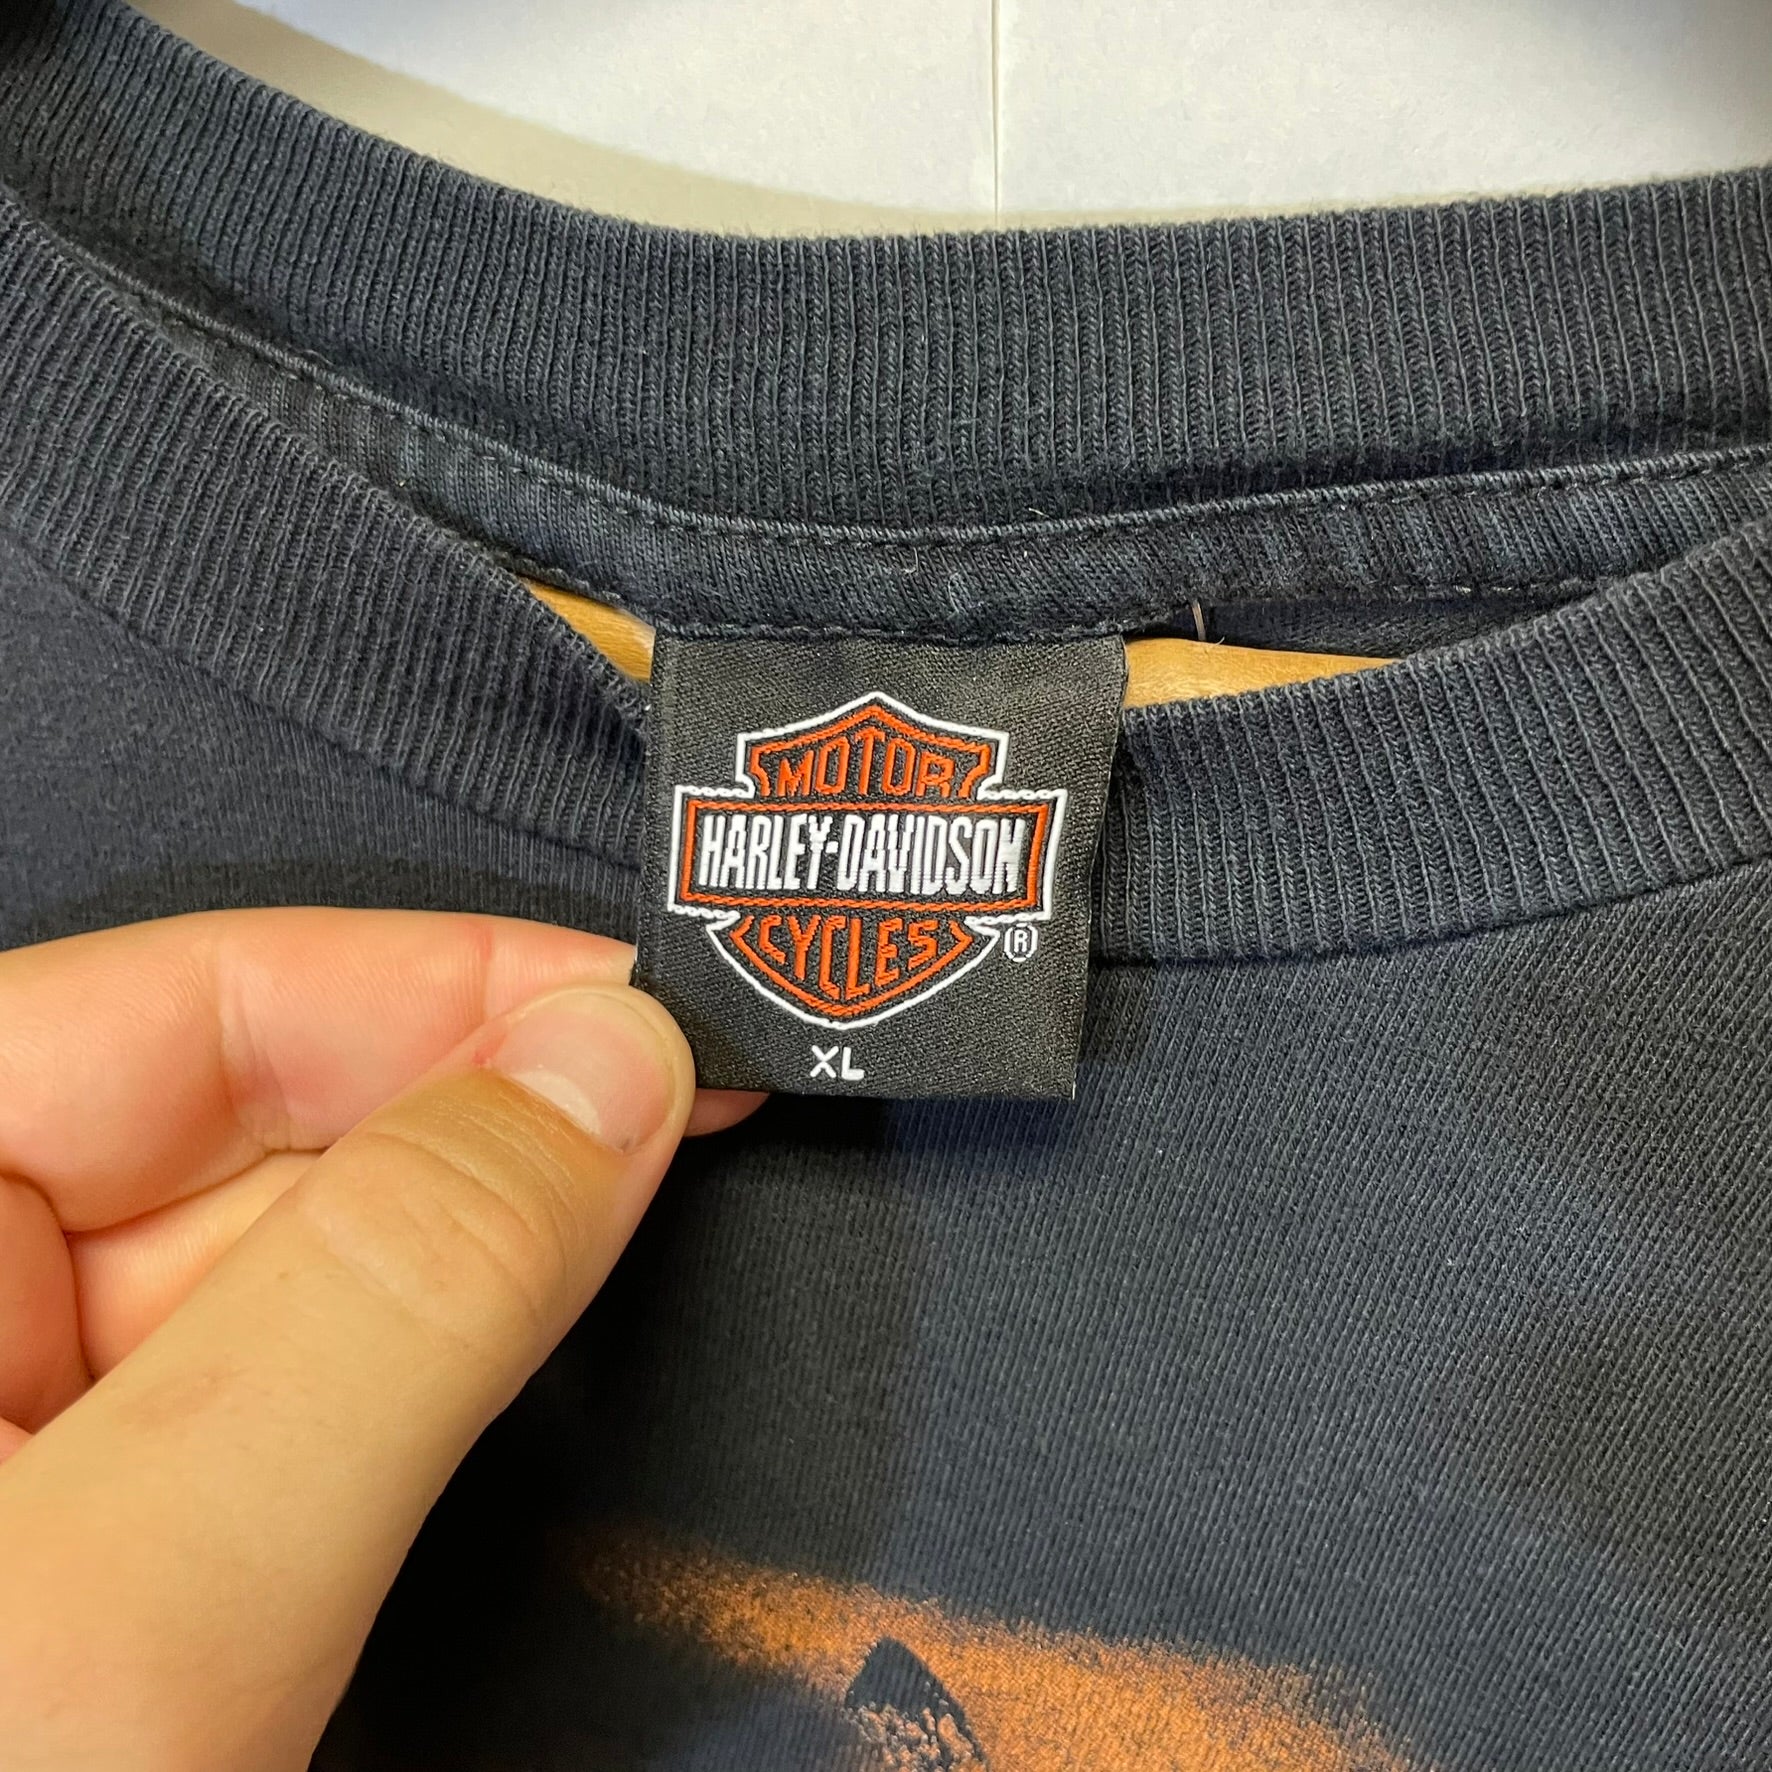 MOTOR
HARLEY-DAVIDSON
CYCLES ®
XL